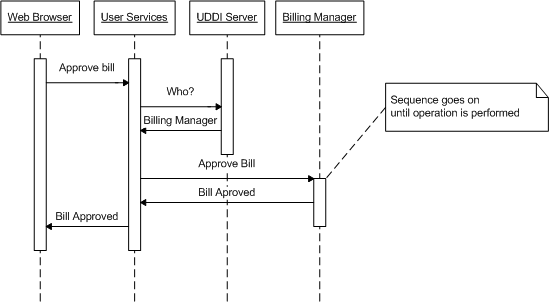 Web Browser
User Services
UDDI Server
Billing Manager
Approve bill
Who?
Billing Manager
Sequence goes on
until operation is performed
Approve Bill
Bill Aproved
Bill Approved